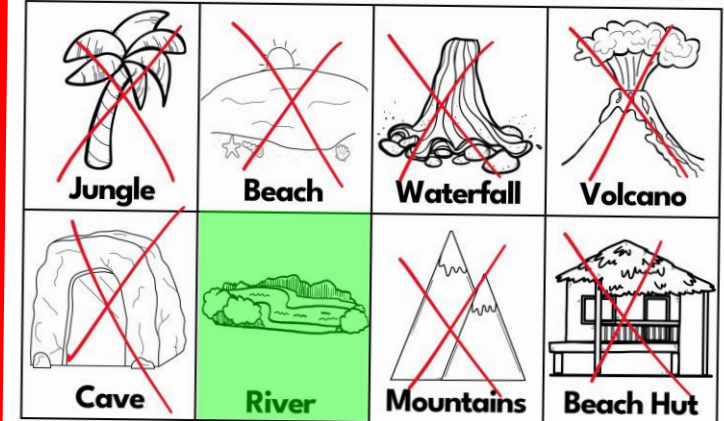 Jungle
Beach
Waterfall
Volcano
Cave
River
Mountains
Beach Hut